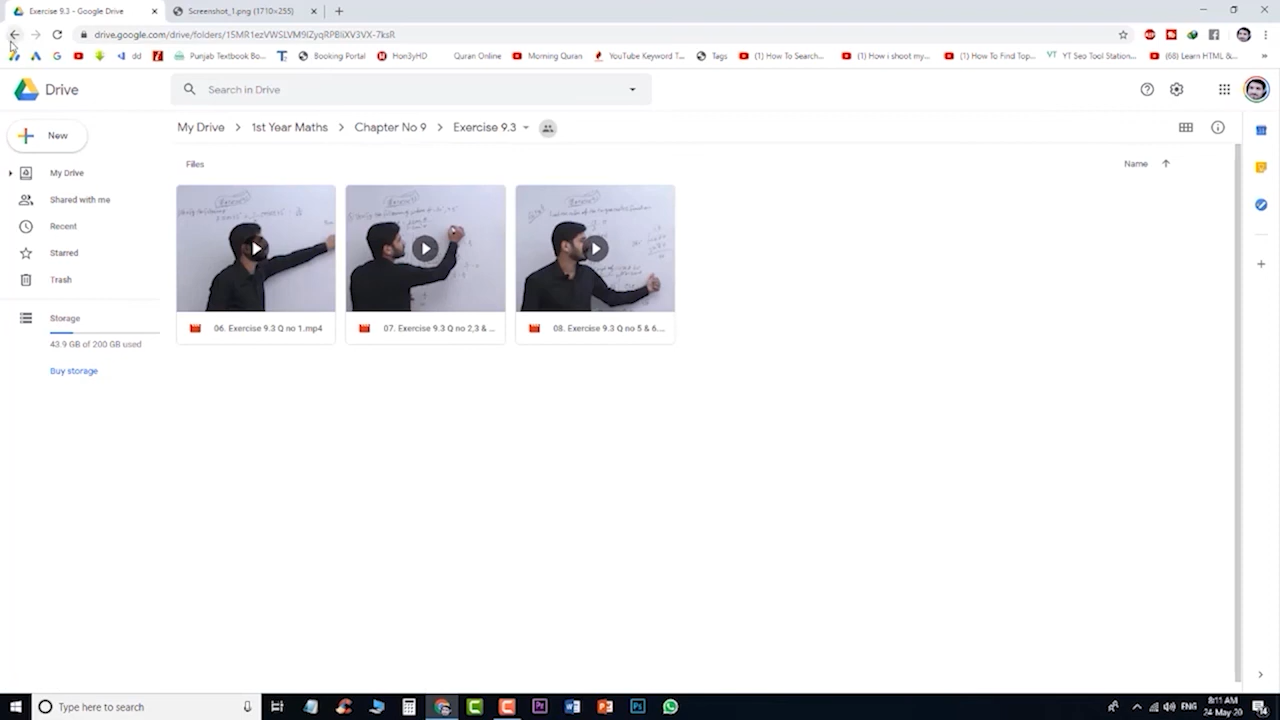 Exercise 9.3 - Google Drive
Screenshot_1.png (1710×255)
drive.google.com/drive/folders/15MR1ezVWSLVM9IZyqRPBliXV3VX-7ksR
dd
Punjab Textbook Bo...
Booking Portal
Hon3yHD
Quran Online
Morning Quran
YouTube Keyword T...
Tags
(1) How To Search...
(1) How i shoot my...
(1) How To Find Top...
YT Seo Tool Station...
(68) Learn HTML &...
Drive
Search in Drive
New
My Drive
1st Year Maths
Chapter No 9
Exercise 9.3
My Drive
Shared with me
Recent
Starred
Trash
Storage
43.9 GB of 200 GB used
Buy storage
Files
Name
06. Exercise 9.3 Q no 1.mp4
07. Exercise 9.3 Q no 2,3 & ...
08. Exercise 9.3 Q no 5 & 6....
Type here to search
ENG
8:11 AM
24-May-20